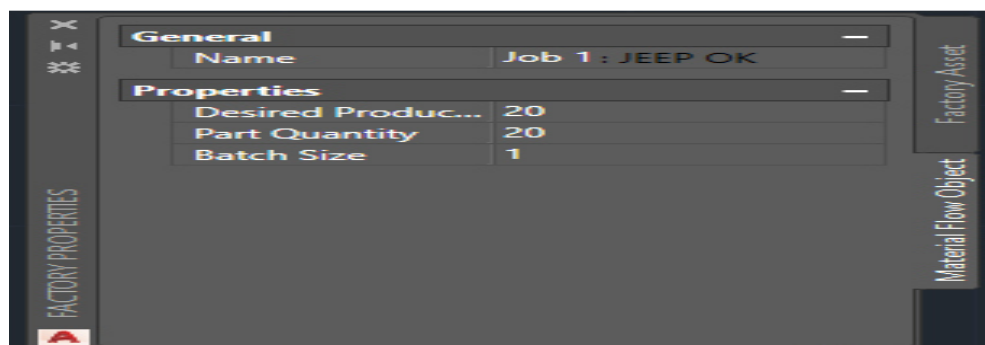 General
Name Job 1 : JEEP OK
Properties
Desired Produc... 20
Part Quantity 20
Batch Size 1
FACTORY PROPERTIES
Factory Asset
Material Flow Object